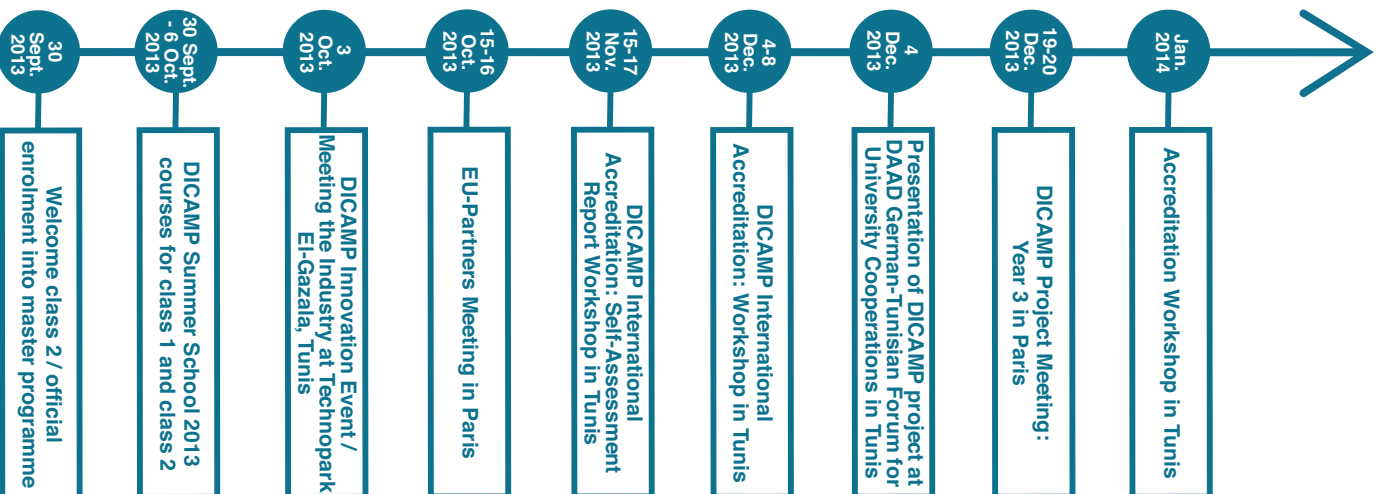 Jan.
2014
Accreditation Workshop in Tunis
19-20
Dec.
2013
DICAMP Project Meeting:
Year 3 in Paris
4
Dec.
2013
Presentation of DICAMP project at
DAAD German-Tunisian Forum for
University Cooperations in Tunis
4-8
Dec.
2013
DICAMP International
Accreditation: Workshop in Tunis
15-17
Nov.
2013
DICAMP International
Accreditation: Self-Assessment
Report Workshop in Tunis
15-16
Oct.
2013
EU-Partners Meeting in Paris
3
Oct.
2013
DICAMP Innovation Event /
Meeting the Industry at Technopark
El-Gazala, Tunis
30 Sept.
- 6 Oct.
2013
DICAMP Summer School 2013
courses for class 1 and class 2
30
Sept.
2013
Welcome class 2 / official
enrolment into master programme